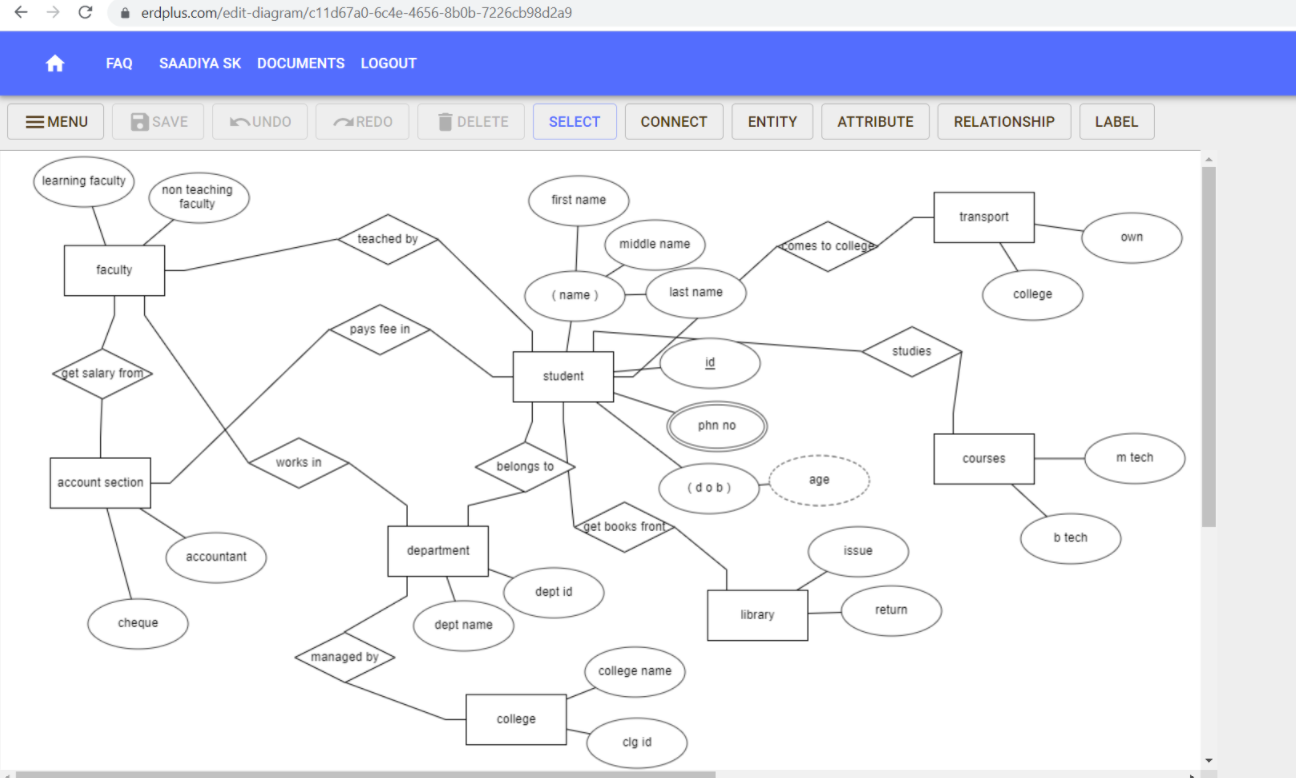 erdplus.com/edit-diagram/c11d67a0-6c4e-4656-8b0b-7226cb98d2a9
FAQ SAADIYA SK DOCUMENTS LOGOUT
MENU SAVE UNDO REDO DELETE SELECT CONNECT ENTITY ATTRIBUTE RELATIONSHIP LABEL
learning faculty
non teaching
faculty
first name
teached by
middle name
comes to college
transport
own
faculty
( name )
last name
college
pays fee in
studies
get salary from
student
id
phn no
works in
belongs to
courses
m tech
account section
( d o b )
age
get books front
b tech
accountant
department
issue
dept id
cheque
dept name
library
return
managed by
college name
college
clg id